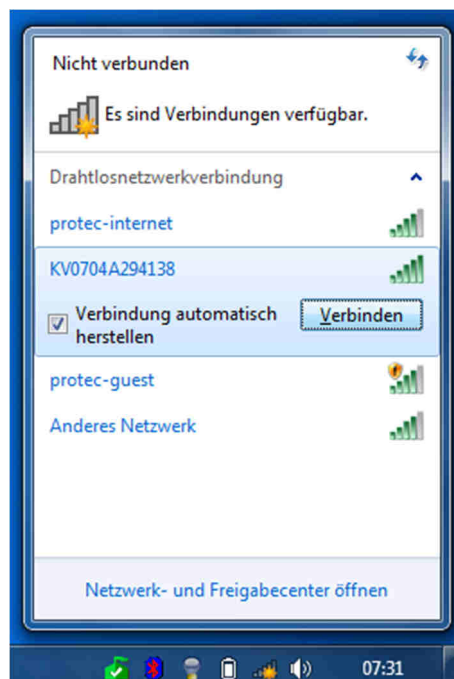 Nicht verbunden
Es sind Verbindungen verfügbar.
Drahtlosnetzwerkverbindung
protec-internet
KV0704A294138
Verbindung automatisch
herstellen
Verbinden
protec-guest
Anderes Netzwerk
Netzwerk- und Freigabecenter öffnen
07:31